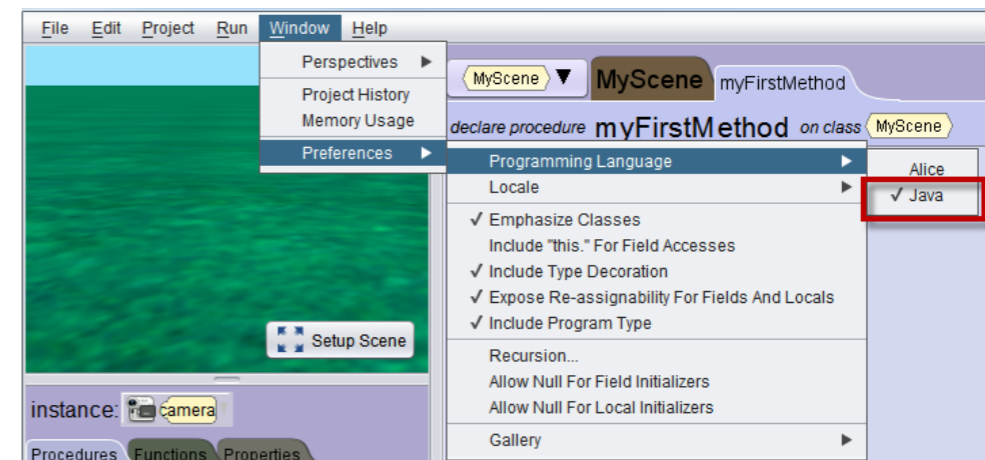 File Edit Project Run Window Help
Perspectives
Project History
Memory Usage
Preferences
MyScene MyScene myFirstMethod
declare procedure myFirstMethod on class MyScene
Programming Language
Locale
✓ Emphasize Classes
Include "this." For Field Accesses
✓ Include Type Decoration
✓ Expose Re-assignability For Fields And Locals
✓ Include Program Type
Recursion...
Allow Null For Field Initializers
Allow Null For Local Initializers
Gallery
Alice
✓ Java
Setup Scene
instance: camera
Procedures Functions Properties